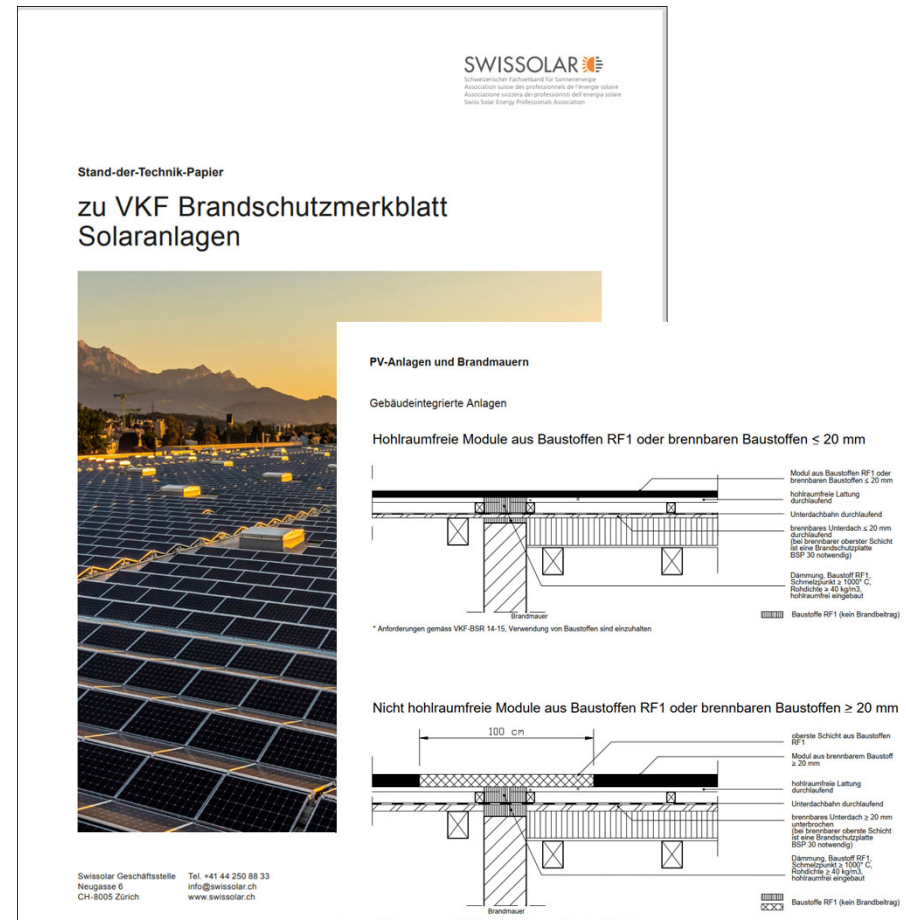 SWISSOLAR
Schweizerischer Fachverband für Sonnenenergie
Association suisse des professionnels de l'énergie solaire
Associazione svizzera dei professionisti dell'energia solare
Swiss Solar Energy Professionals Association
Stand-der-Technik-Papier
zu VKF Brandschutzmerkblatt
Solaranlagen
PV-Anlagen und Brandmauern
Gebäudeintegrierte Anlagen
Hohlraumfreie Module aus Baustoffen RF1 oder brennbaren Baustoffen ≤ 20 mm
Modul aus Baustoffen RF1 oder
brennbaren Baustoffen ≤ 20 mm
hohlraumfreie Lattung
durchlaufend
Unterdachbahn durchlaufend
brennbares Unterdach ≤ 20 mm
durchlaufend
(bei brennbarer oberster Schicht
ist eine Brandschutzplatte
BSP 30 notwendig)
Dämmung, Baustoff RF1,
Schmelzpunkt ≥ 1000° C,
Rohdichte ≥ 40 kg/m3,
hohlraumfrei eingebaut
Brandmauer
Baustoffe RF1 (kein Brandbeitrag)
* Anforderungen gemäss VKF-BSR 14-15, Verwendung von Baustoffen sind einzuhalten
Nicht hohlraumfreie Module aus Baustoffen RF1 oder brennbaren Baustoffen ≥ 20 mm
100 cm
oberste Schicht aus Baustoffen
RF1
Modul aus brennbarem Baustoff
≥ 20 mm
hohlraumfreie Lattung
durchlaufend
Unterdachbahn durchlaufend
brennbares Unterdach ≥ 20 mm
unterbrochen
(bei brennbarer oberste Schicht
ist eine Brandschutzplatte
BSP 30 notwendig)
Dämmung, Baustoff RF1,
Schmelzpunkt ≥ 1000° C,
Rohdichte ≥ 40 kg/m3,
hohlraumfrei eingebaut
Baustoffe RF1 (kein Brandbeitrag)
Brandmauer
Swissolar Geschäftsstelle
Neugasse 6
CH-8005 Zürich
Tel. +41 44 250 88 33
info@swissolar.ch
www.swissolar.ch